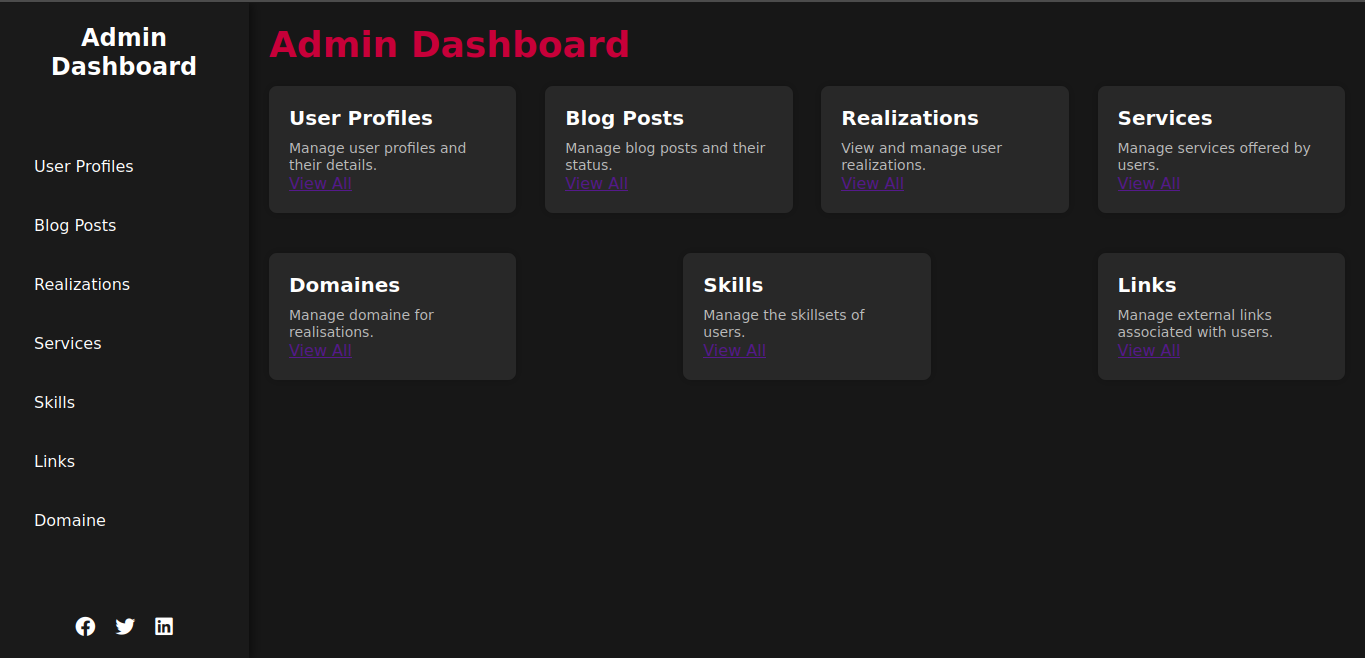 Admin
Dashboard
User Profiles
Blog Posts
Realizations
Services
Skills
Links
Domaine
Admin Dashboard
User Profiles
Manage user profiles and
their details.
View All
Blog Posts
Manage blog posts and their
status.
View All
Realizations
View and manage user
realizations.
View All
Services
Manage services offered by
users.
View All
Domaines
Manage domaine for
realisations.
View All
Skills
Manage the skillsets of
users.
View All
Links
Manage external links
associated with users.
View All